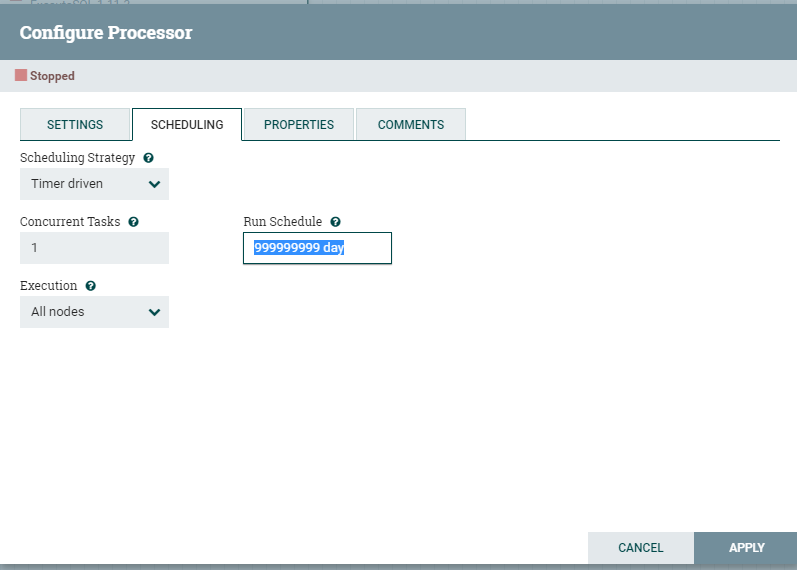 Configure Processor
Stopped
SETTINGS SCHEDULING PROPERTIES COMMENTS
Scheduling Strategy
Timer driven
Concurrent Tasks Run Schedule
1 999999999 day
Execution
All nodes
CANCEL APPLY